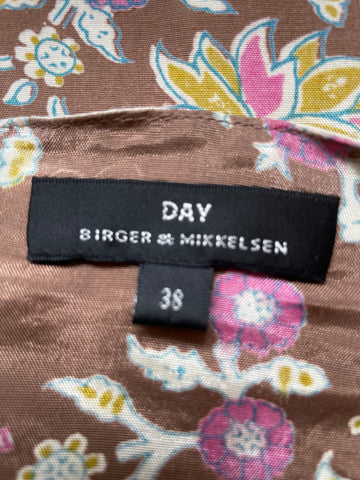 DAY
BIRGER & MIKKELSEN
38